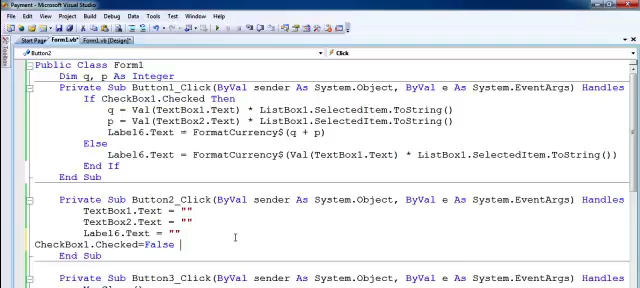 Payment - Microsoft Visual Studio
File Edit View Project Build Debug Data Tools Test Window Help
Start Page Form1.vb* Form1.vb [Design]*
Button2 Click
Toolbox
Public Class Form1
Dim q, p As Integer
Private Sub Button1_Click(ByVal sender As System.Object, ByVal e As System.EventArgs) Handles
If CheckBox1.Checked Then
q = Val(TextBox1.Text) * ListBox1.SelectedItem.ToString()
p = Val(TextBox2.Text) * ListBox1.SelectedItem.ToString()
Label6.Text = FormatCurrency$(q + p)
Else
Label6.Text = FormatCurrency$(Val(TextBox1.Text) * ListBox1.SelectedItem.ToString())
End If
End Sub
Private Sub Button2_Click(ByVal sender As System.Object, ByVal e As System.EventArgs) Handles
TextBox1.Text = ""
TextBox2.Text = ""
Label6.Text = ""
CheckBox1.Checked=False
End Sub
Private Sub Button3_Click(ByVal sender As System.Object, ByVal e As System.EventArgs) Handles